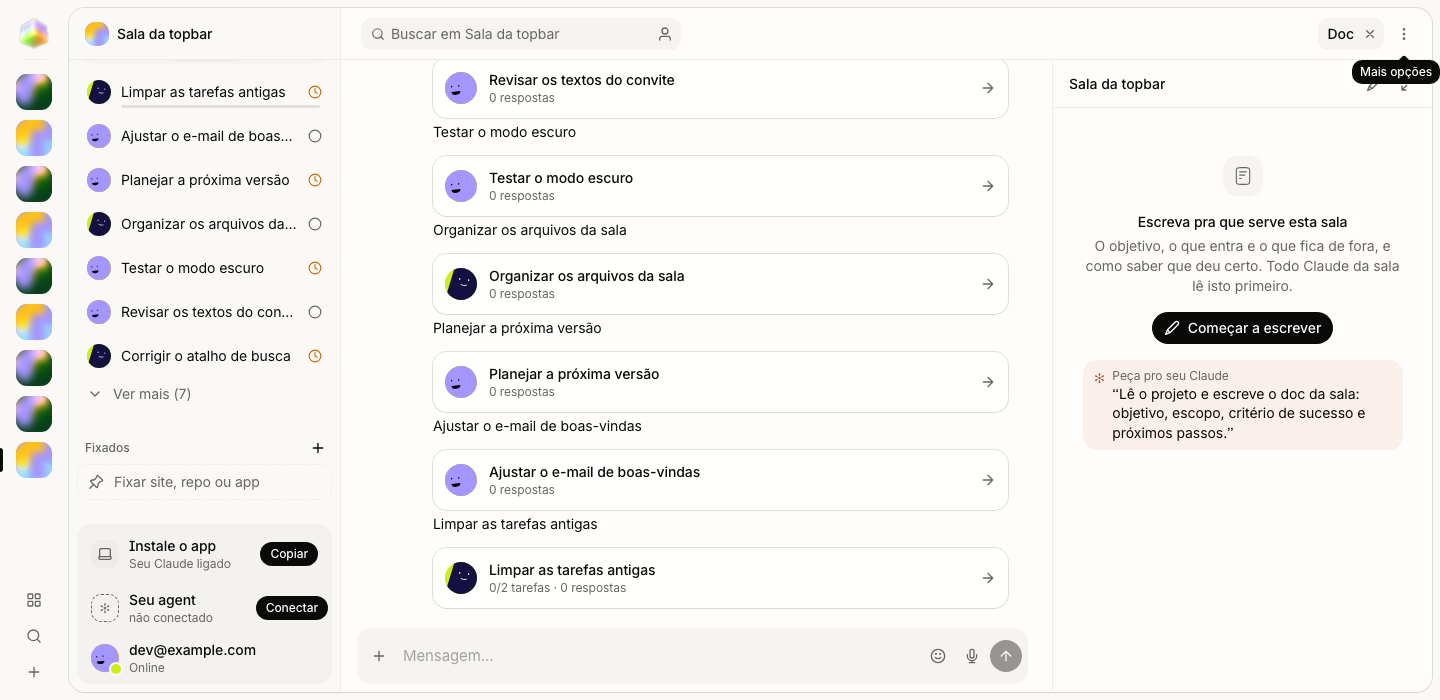 Sala da topbar
Buscar em Sala da topbar
Doc
Mais opções
Limpar as tarefas antigas
Ajustar o e-mail de boas...
Planejar a próxima versão
Organizar os arquivos da...
Testar o modo escuro
Revisar os textos do con...
Corrigir o atalho de busca
Ver mais (7)
Fixados
Fixar site, repo ou app
Instale o app
Seu Claude ligado
Copiar
Seu agent
não conectado
Conectar
dev@example.com
Online
Revisar os textos do convite
0 respostas
Testar o modo escuro
Testar o modo escuro
0 respostas
Organizar os arquivos da sala
Organizar os arquivos da sala
0 respostas
Planejar a próxima versão
Planejar a próxima versão
0 respostas
Ajustar o e-mail de boas-vindas
Ajustar o e-mail de boas-vindas
0 respostas
Limpar as tarefas antigas
Limpar as tarefas antigas
0/2 tarefas · 0 respostas
Mensagem...
Sala da topbar
Escreva pra que serve esta sala
O objetivo, o que entra e o que fica de fora, e
como saber que deu certo. Todo Claude da sala
lê isto primeiro.
Começar a escrever
Peça pro seu Claude
“Lê o projeto e escreve o doc da sala:
objetivo, escopo, critério de sucesso e
próximos passos.”